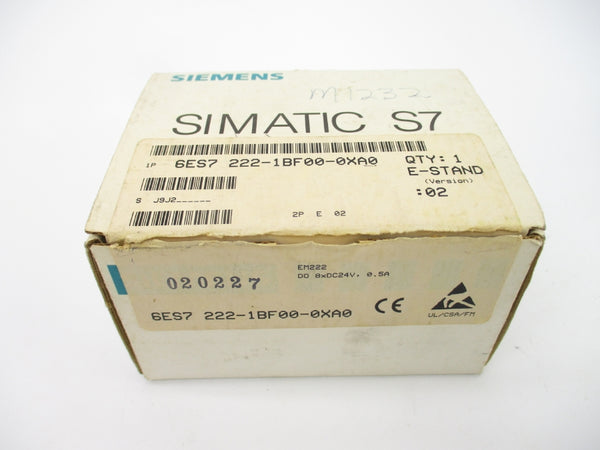 SIEMENS
M1232
SIMATIC S7
1P 6ES7 222-1BF00-0XA0
QTY: 1
E-STAND
(Version)
:02
S J9J2______
2P E 02
EM222
DO 8xDC24V, 0.5A
020227
6ES7 222-1BF00-0XA0
CE
UL/CSA/FM